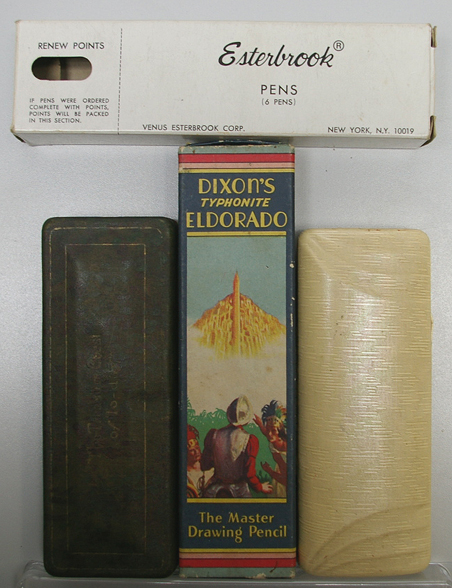 RENEW POINTS
IF PENS WERE ORDERED
COMPLETE WITH POINTS,
POINTS WILL BE PACKED
IN THIS SECTION.
Esterbrook®
PENS
(6 PENS)
VENUS ESTERBROOK CORP.
NEW YORK, N.Y. 10019
DIXON'S
TYPHONITE
ELDORADO
The Master
Drawing Pencil